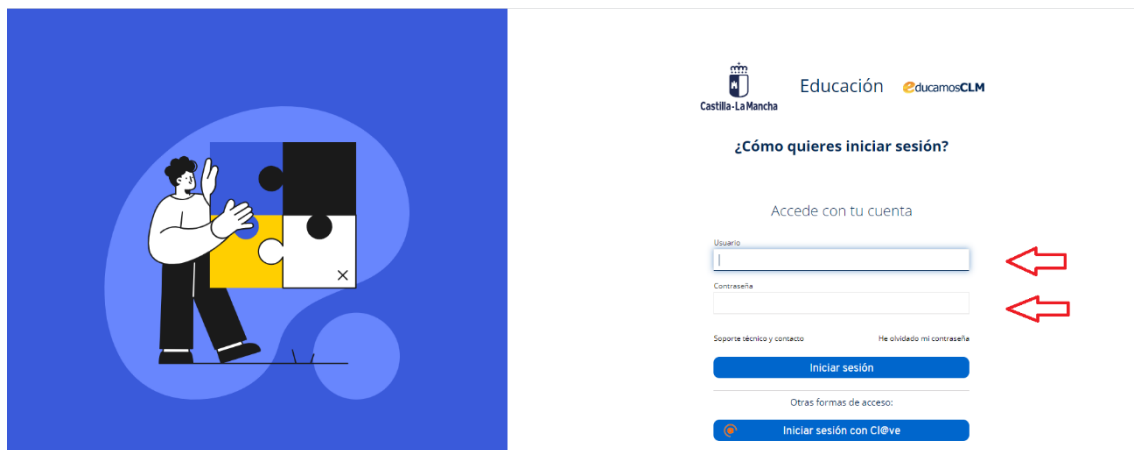 Castilla-La Mancha
Educación
educamosCLM
¿Cómo quieres iniciar sesión?
Accede con tu cuenta
Usuario
Contraseña
Soporte técnico y contacto
He olvidado mi contraseña
Iniciar sesión
Otras formas de acceso:
Iniciar sesión con Cl@ve